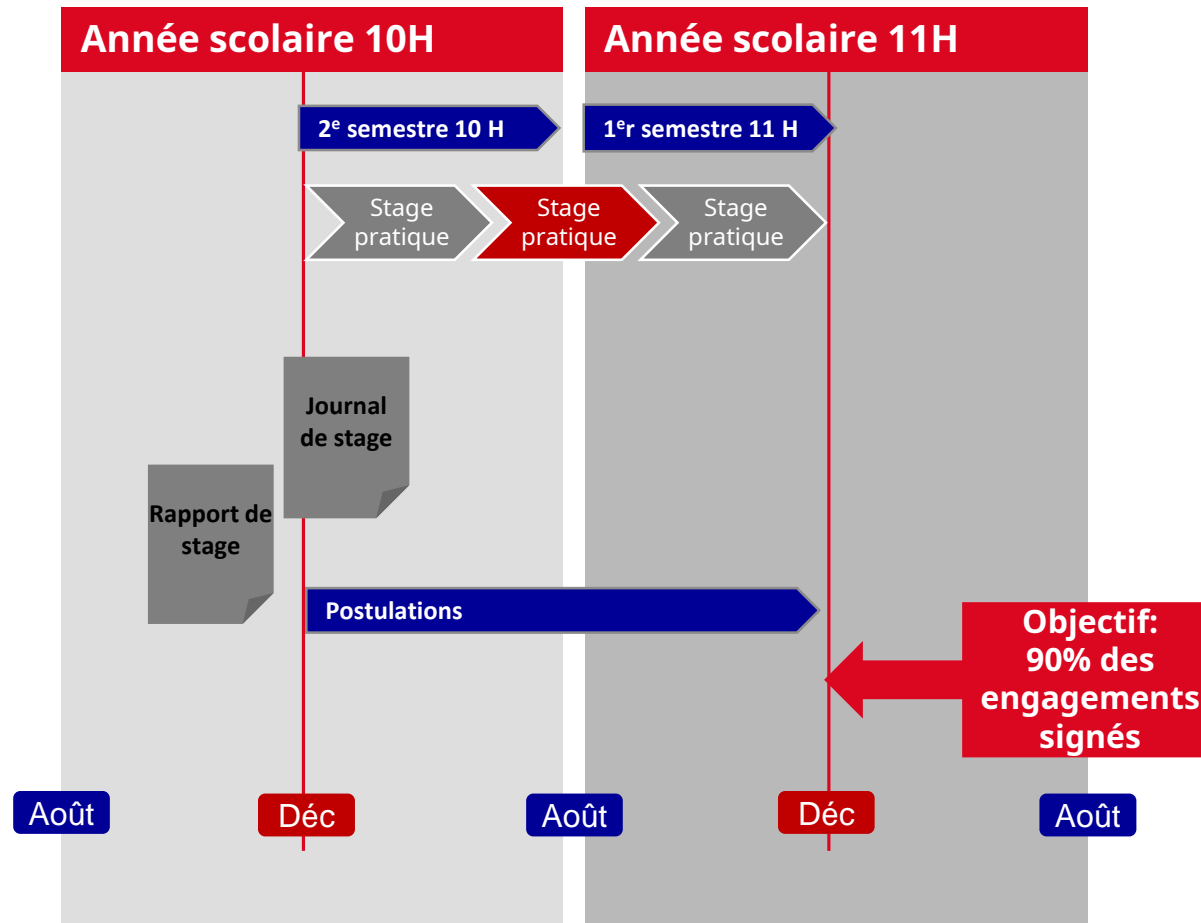 Année scolaire 10H
Année scolaire 11H
2e semestre 10 H
1er semestre 11 H
Stage
pratique
Stage
pratique
Stage
pratique
Journal
de stage
Rapport de
stage
Postulations
Objectif:
90% des
engagements
signés
Août
Déc
Août
Déc
Août